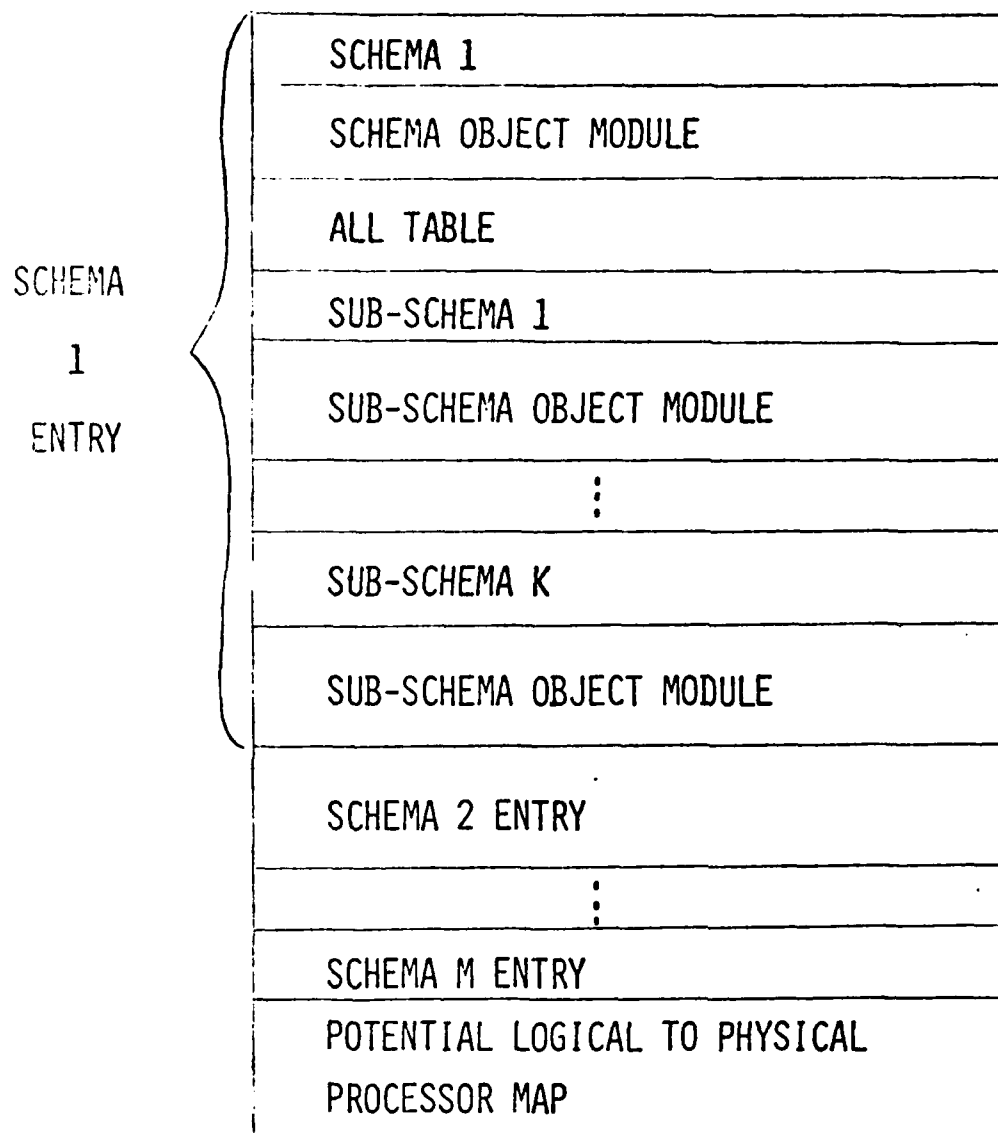 SCHEMA 1
SCHEMA OBJECT MODULE
ALL TABLE
SCHEMA
1
ENTRY
SUB-SCHEMA 1
SUB-SCHEMA OBJECT MODULE
SUB-SCHEMA K
SUB-SCHEMA OBJECT MODULE
SCHEMA 2 ENTRY
SCHEMA M ENTRY
POTENTIAL LOGICAL TO PHYSICAL
PROCESSOR MAP